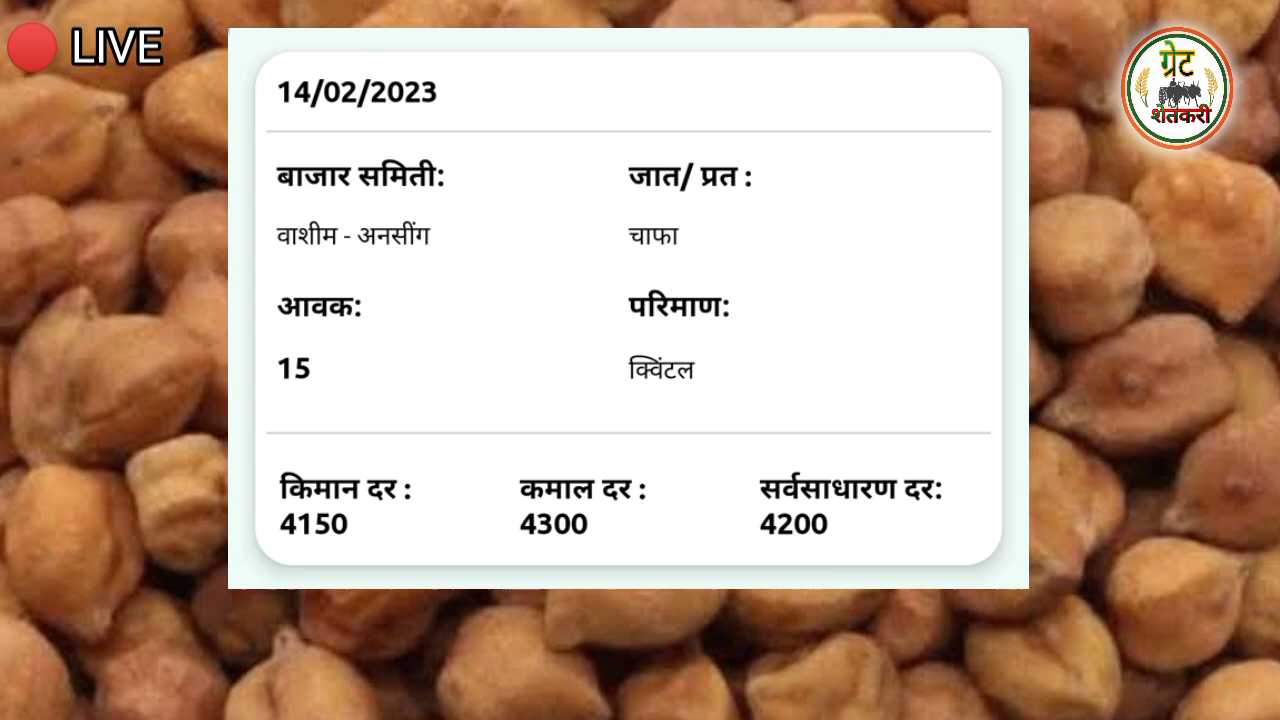 LIVE
ग्रेट
शेतकरी
14/02/2023
बाजार समिती: जात/ प्रत :
वाशीम - अनसींग चाफा
आवक: परिमाण:
15 क्विंटल
किमान दर : कमाल दर : सर्वसाधारण दर:
4150 4300 4200